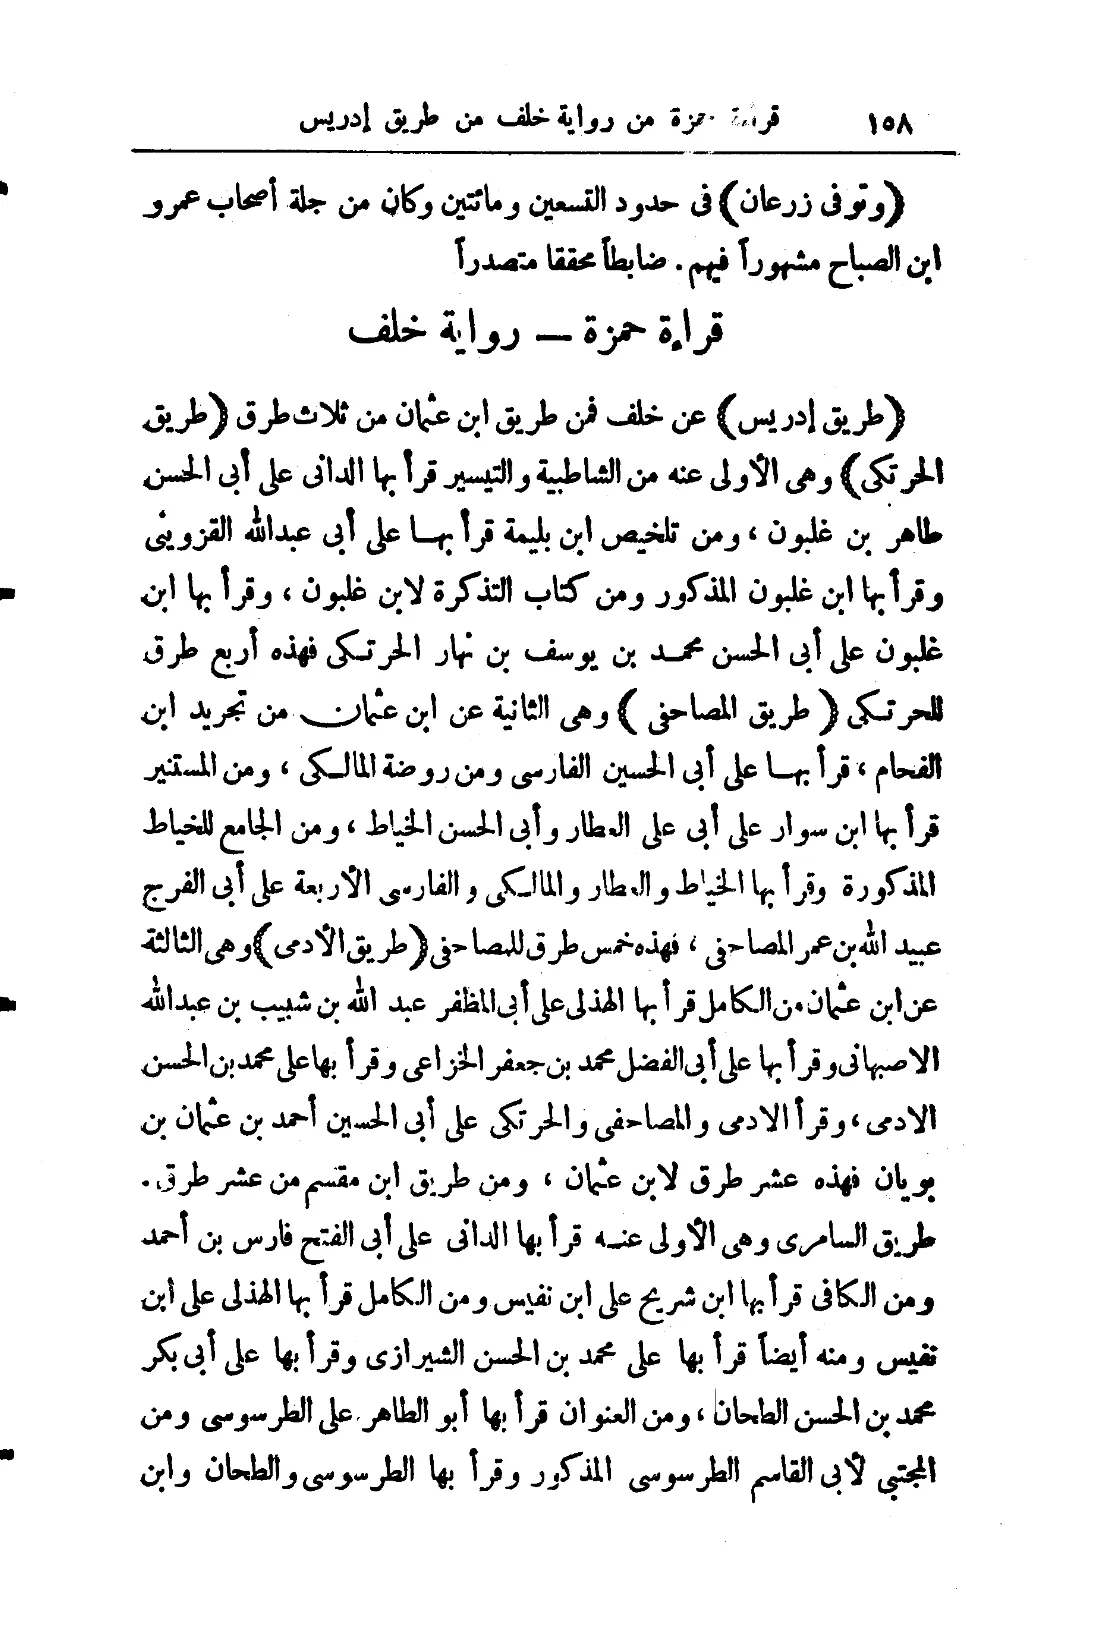 ١٥٨ قراءة حمزة من رواية خلف من طريق إدريس
(وتوفى زرعان) فى حدود التسعين ومائتين وكان من جلة أصحاب عمرو
ابن الصباح مشهوراً فيهم. ضابطاً محققا متصدراً
قراءة حمزة — رواية خلف
(طريق إدريس) عن خلف فمن طريق ابن عثمان من ثلاث طرق (طريق
الحرتكى) وهى الأولى عنه من الشاطبية والتيسير قرأ بها الدانى على أبى الحسن
طاهر بن غلبون ، ومن تلخيص ابن بليمة قرأ بها على أبى عبدالله القزوينى
وقرأ بها ابن غلبون المذكور ومن كتاب التذكرة لابن غلبون ، وقرأ بها ابن
غلبون على أبى الحسن محمد بن يوسف بن نهار الحرتكى فهذه أربع طرق
للحرتكى ( طريق المصاحفى ) وهى الثانية عن ابن عثمان من تجريد ابن
الفحام ، قرأ بها على أبى الحسين الفارسى ومن روضة المالكى ، ومن المستنير
قرأ بها ابن سوار على أبى على العطار وأبى الحسن الخياط ، ومن الجامع للخياط
المذكورة وقرأ بها الخياط والعطار والمالكى والفارسى الأربعة على أبى الفرج
عبيد الله بن عمر المصاحفى ، فهذه خمس طرق للمصاحفى (طريق الأدمى) وهى الثالثة
عن ابن عثمان من الكامل قرأ بها الهذلى على أبى المظفر عبد الله بن شبيب بن عبدالله
الاصبهانى وقرأ بها على أبى الفضل محمد بن جعفر الخزاعى وقرأ بها على محمد بن الحسن
الادمى ، وقرأ الادمى والمصاحفى والحرتكى على أبى الحسين أحمد بن عثمان بن
بويان فهذه عشر طرق لابن عثمان ، ومن طريق ابن مقسم من عشر طرق.
طريق السامرى وهى الأولى عنه قرأ بها الدانى على أبى الفتح فارس بن أحمد
ومن الكافى قرأ بها ابن شريح على ابن نفيس ومن الكامل قرأ بها الهذلى على ابن
نفيس ومنه أيضاً قرأ بها على محمد بن الحسن الشيرازى وقرأ بها على أبى بكر
محمد بن الحسن الطحان ، ومن العنوان قرأ بها أبو الطاهر على الطرسوسى ومن
المجتبى لأبى القاسم الطرسوسى المذكور وقرأ بها الطرسوسى والطحان وابن